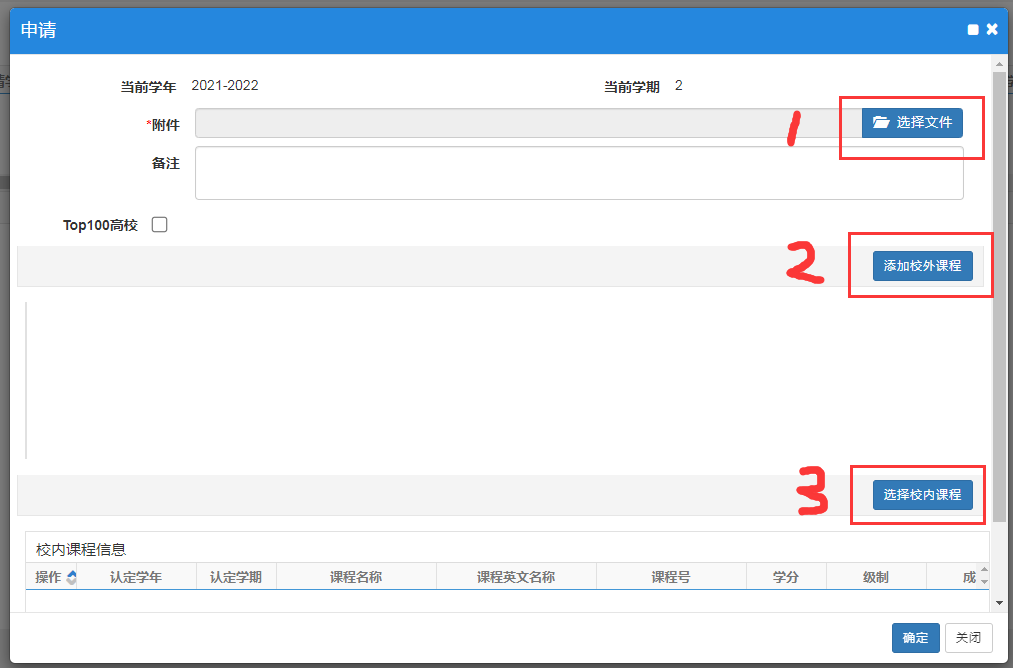 申请
当前学年 2021-2022 当前学期 2
*附件 1 选择文件
备注
Top100高校
2 添加校外课程
3 选择校内课程
校内课程信息
操作 认定学年 认定学期 课程名称 课程英文名称 课程号 学分 级制 成
确定 关闭